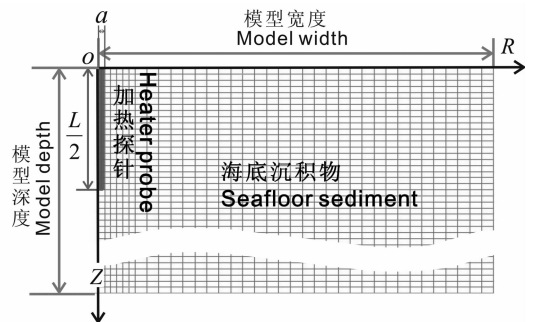 a
模型宽度
Model width
R
o
L
2
加热探针
Heater probe
模型深度
Model depth
海底沉积物
Seafloor sediment
Z